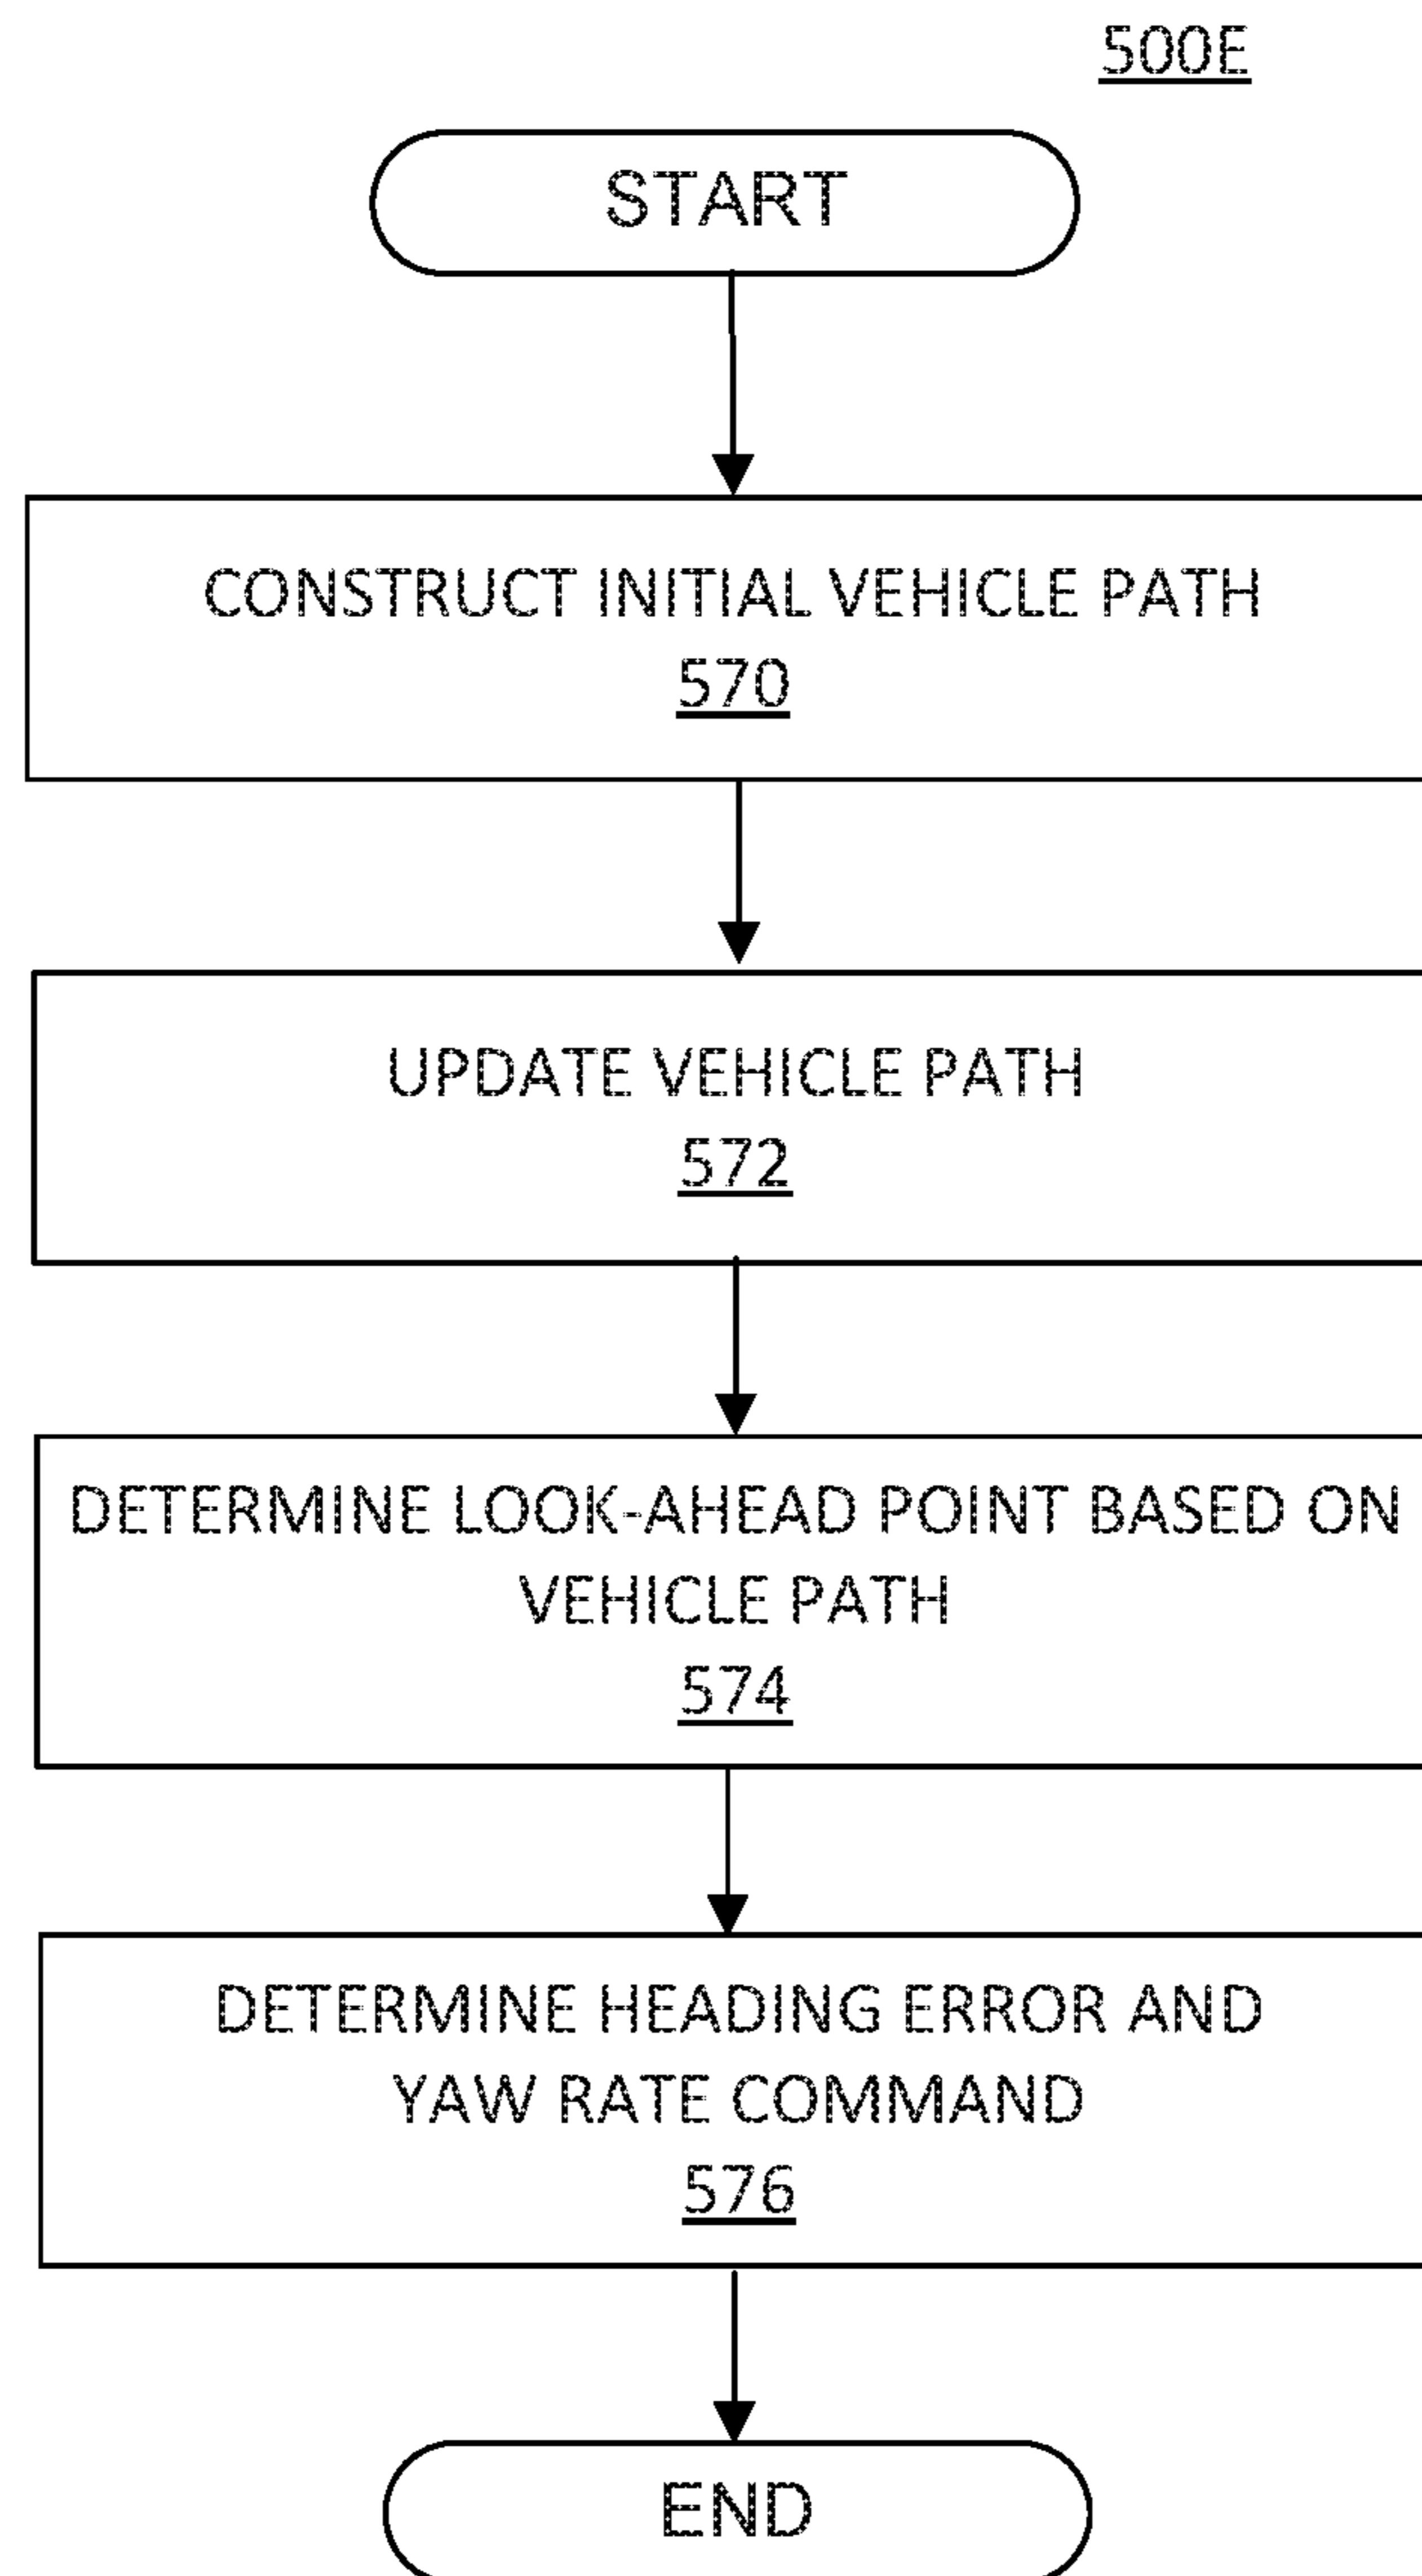 500E
START
CONSTRUCT INITIAL VEHICLE PATH
570
UPDATE VEHICLE PATH
572
DETERMINE LOOK-AHEAD POINT BASED ON
VEHICLE PATH
574
DETERMINE HEADING ERROR AND
YAW RATE COMMAND
576
END